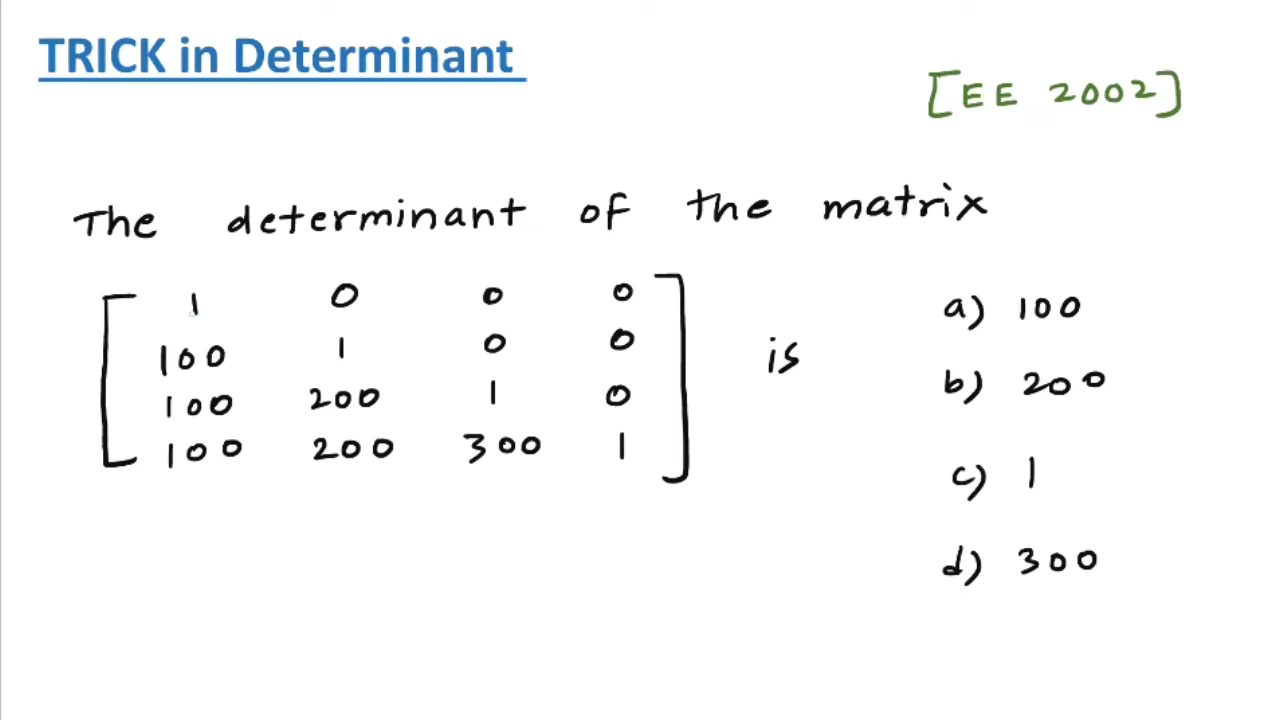 TRICK in Determinant
[EE 2002]
The determinant of the matrix
1 0 0 0
100 1 0 0
100 200 1 0
100 200 300 1
is
a) 100
b) 200
c) 1
d) 300